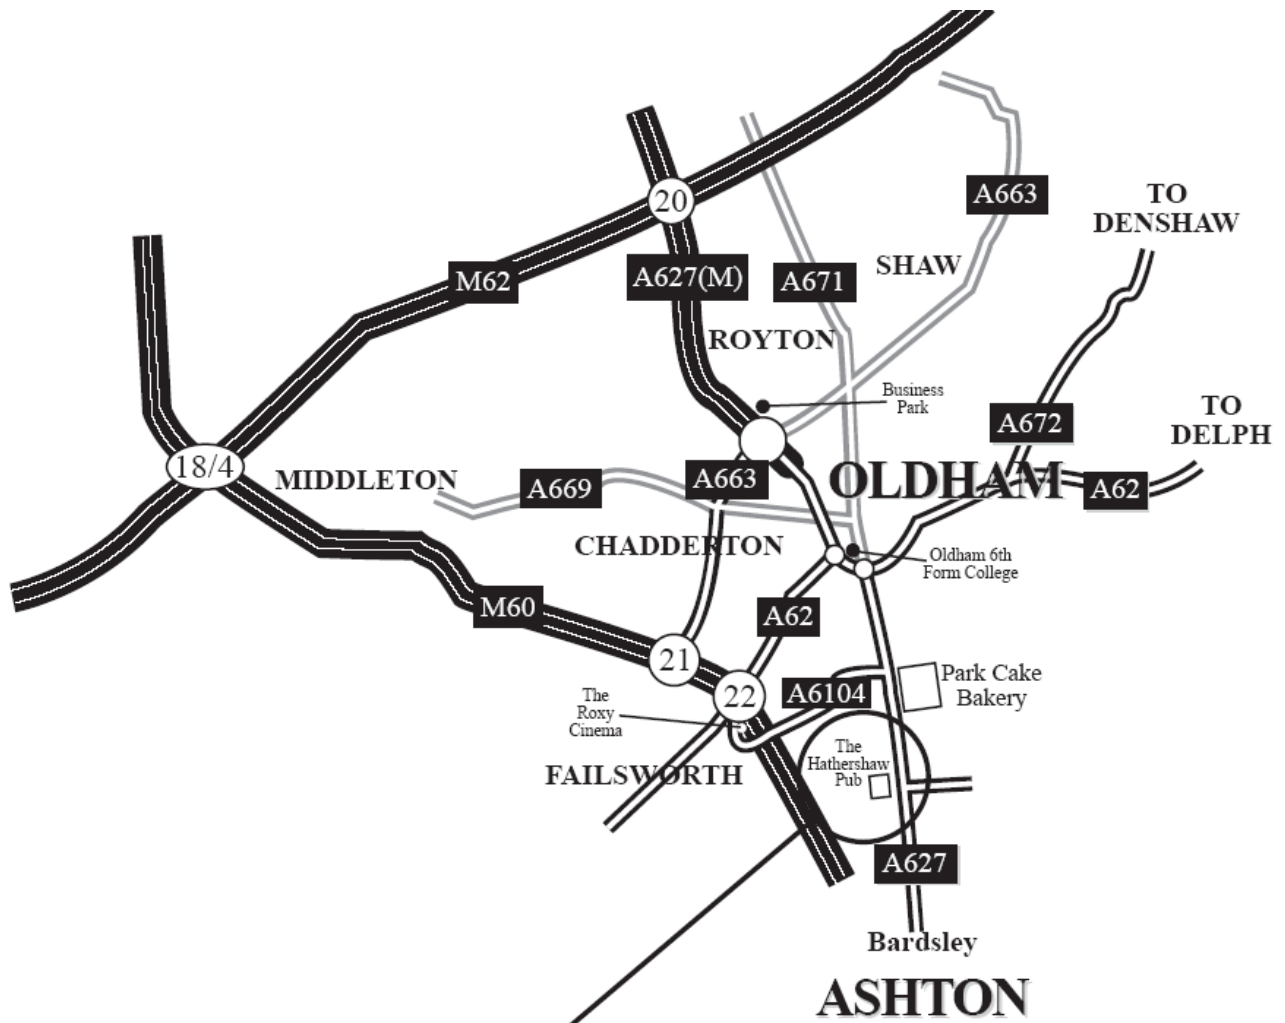 A663
TO
DENSHAW
20
SHAW
M62
A627(M)
A671
ROYTON
Business
Park
TO
DELPH
A672
18/4
MIDDLETON
A669
A663
OLDHAM
A62
CHADDERTON
Oldham 6th
Form College
M60
A62
21
22
A6104
Park Cake
Bakery
The
Roxy
Cinema
The
Hathershaw
Pub
FAILSWORTH
A627
Bardsley
ASHTON